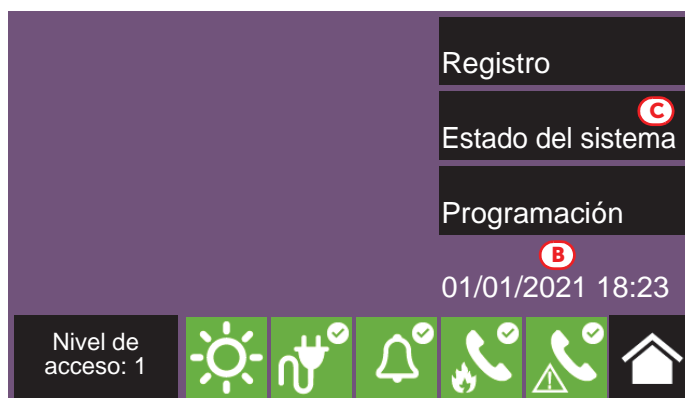 Registro
C
Estado del sistema
Programación
B
01/01/2021 18:23
Nivel de
acceso: 1